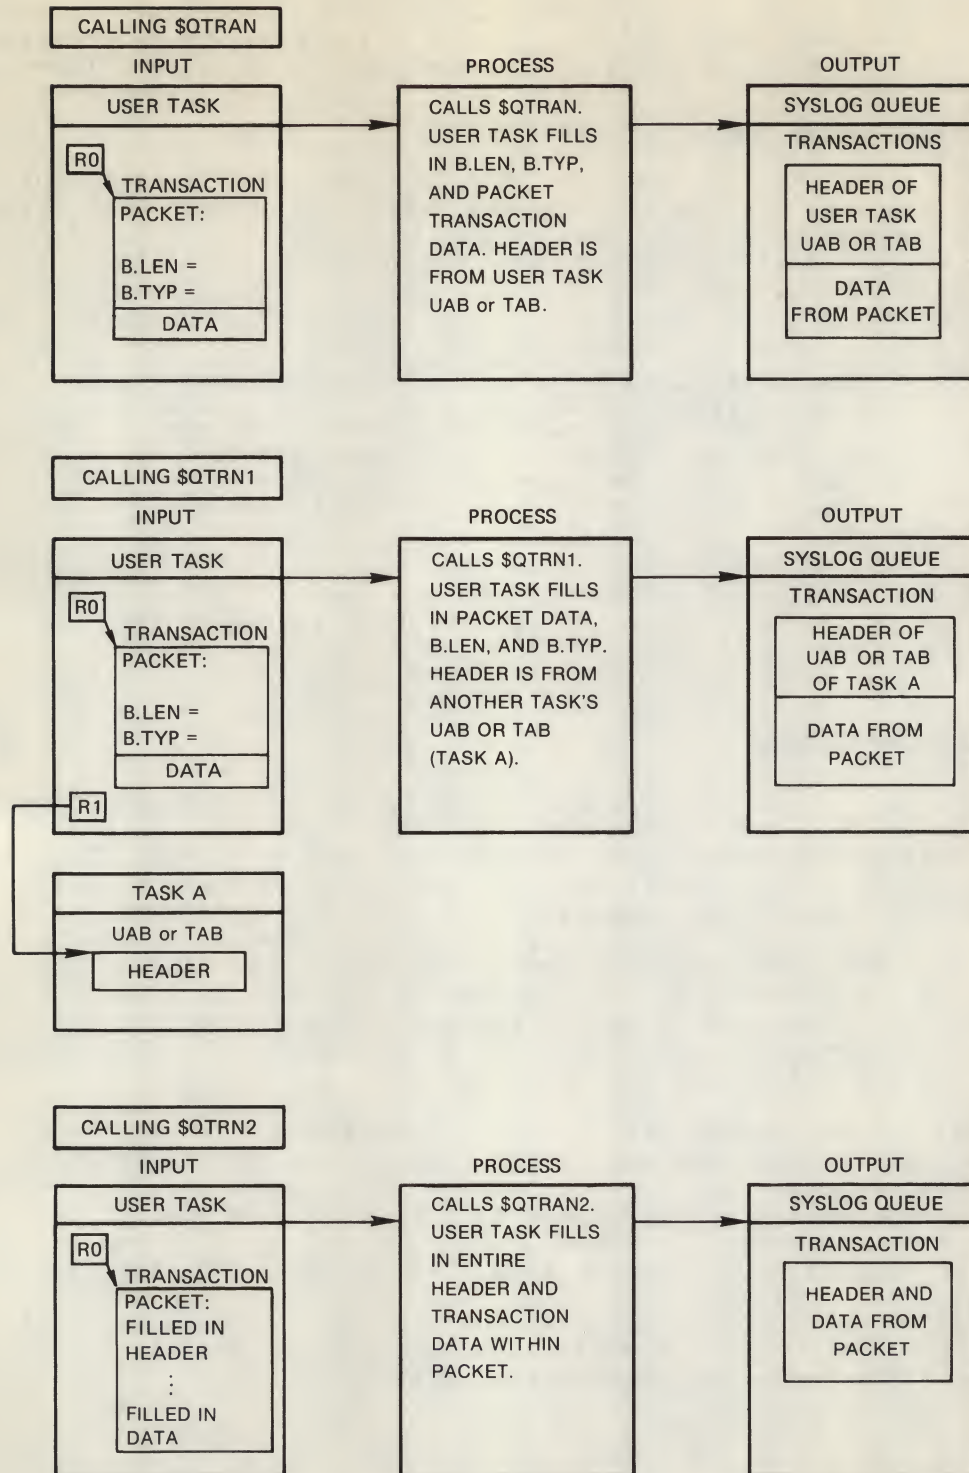 CALLING $QTRAN
INPUT
PROCESS
OUTPUT
USER TASK
R0
TRANSACTION
PACKET:
B.LEN =
B.TYP =
DATA
CALLS $QTRAN.
USER TASK FILLS
IN B.LEN, B.TYP,
AND PACKET
TRANSACTION
DATA. HEADER IS
FROM USER TASK
UAB or TAB.
SYSLOG QUEUE
TRANSACTIONS
HEADER OF
USER TASK
UAB OR TAB
DATA
FROM PACKET
CALLING $QTRN1
INPUT
PROCESS
OUTPUT
USER TASK
R0
TRANSACTION
PACKET:
B.LEN =
B.TYP =
DATA
R1
CALLS $QTRN1.
USER TASK FILLS
IN PACKET DATA,
B.LEN, AND B.TYP.
HEADER IS FROM
ANOTHER TASK'S
UAB OR TAB
(TASK A).
SYSLOG QUEUE
TRANSACTION
HEADER OF
UAB OR TAB
OF TASK A
DATA FROM
PACKET
TASK A
UAB or TAB
HEADER
CALLING $QTRN2
INPUT
PROCESS
OUTPUT
USER TASK
R0
TRANSACTION
PACKET:
FILLED IN
HEADER
⋮
FILLED IN
DATA
CALLS $QTRAN2.
USER TASK FILLS
IN ENTIRE
HEADER AND
TRANSACTION
DATA WITHIN
PACKET.
SYSLOG QUEUE
TRANSACTION
HEADER AND
DATA FROM
PACKET